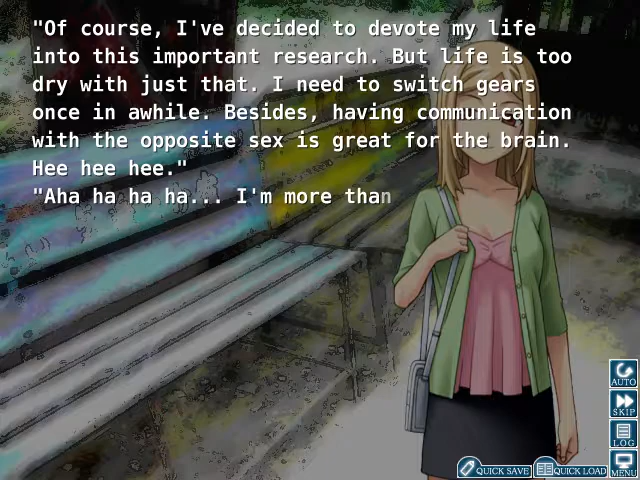 "Of course, I've decided to devote my life
into this important research. But life is too
dry with just that. I need to switch gears
once in awhile. Besides, having communication
with the opposite sex is great for the brain.
Hee hee hee."
"Aha ha ha ha... I'm more than
AUTO
SKIP
LOG
MENU
QUICK SAVE
QUICK LOAD